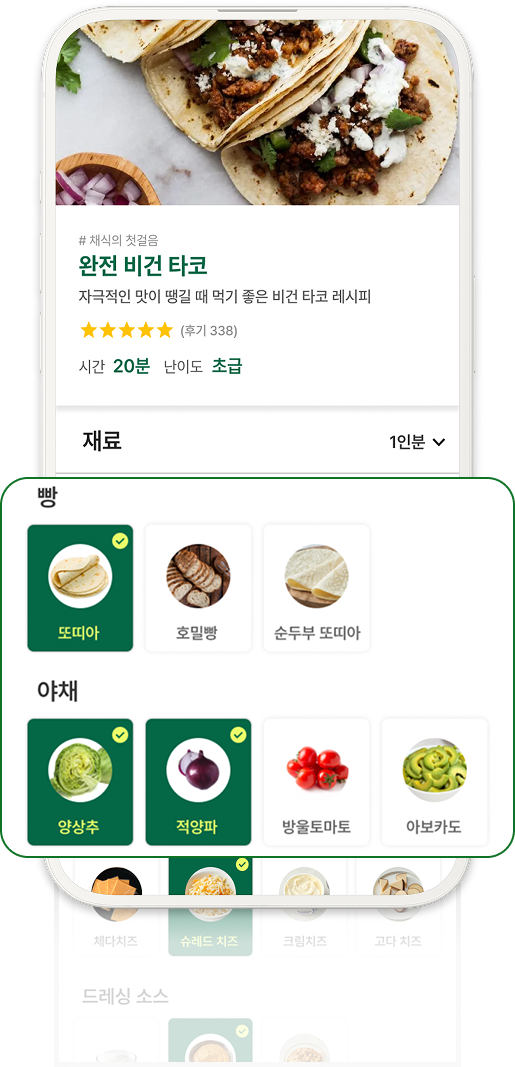 # 채식의 첫걸음
완전 비건 타코
자극적인 맛이 땡길 때 먹기 좋은 비건 타코 레시피
(후기 338)
시간 20분 난이도 초급
재료 1인분
빵
또띠아 호밀빵 순두부 또띠아
야채
양상추 적양파 방울토마토 아보카도
체다치즈 슈레드 치즈 크림치즈 고다 치즈
드레싱 소스